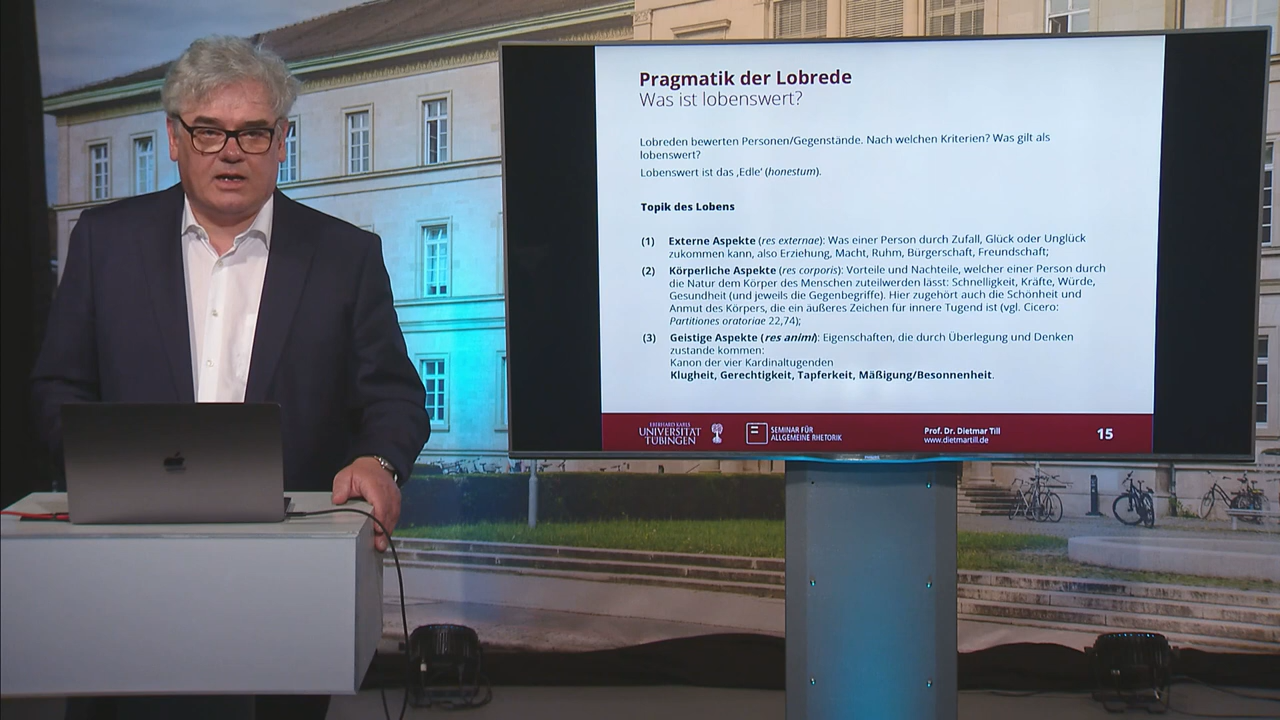 Pragmatik der Lobrede
Was ist lobenswert?
Lobreden bewerten Personen/Gegenstände. Nach welchen Kriterien? Was gilt als
lobenswert?
Lobenswert ist das ‚Edle‘ (honestum).
Topik des Lobens
(1) Externe Aspekte (res externae): Was einer Person durch Zufall, Glück oder Unglück
zukommen kann, also Erziehung, Macht, Ruhm, Bürgerschaft, Freundschaft;
(2) Körperliche Aspekte (res corporis): Vorteile und Nachteile, welcher einer Person durch
die Natur dem Körper des Menschen zuteilwerden lässt: Schnelligkeit, Kräfte, Würde,
Gesundheit (und jeweils die Gegenbegriffe). Hier zugehört auch die Schönheit und
Anmut des Körpers, die ein äußeres Zeichen für innere Tugend ist (vgl. Cicero:
Partitiones oratoriae 22,74);
(3) Geistige Aspekte (res animi): Eigenschaften, die durch Überlegung und Denken
zustande kommen:
Kanon der vier Kardinaltugenden
Klugheit, Gerechtigkeit, Tapferkeit, Mäßigung/Besonnenheit.
EBERHARD KARLS
UNIVERSITÄT
TÜBINGEN
SEMINAR FÜR
ALLGEMEINE RHETORIK
Prof. Dr. Dietmar Till
www.dietmartill.de
15